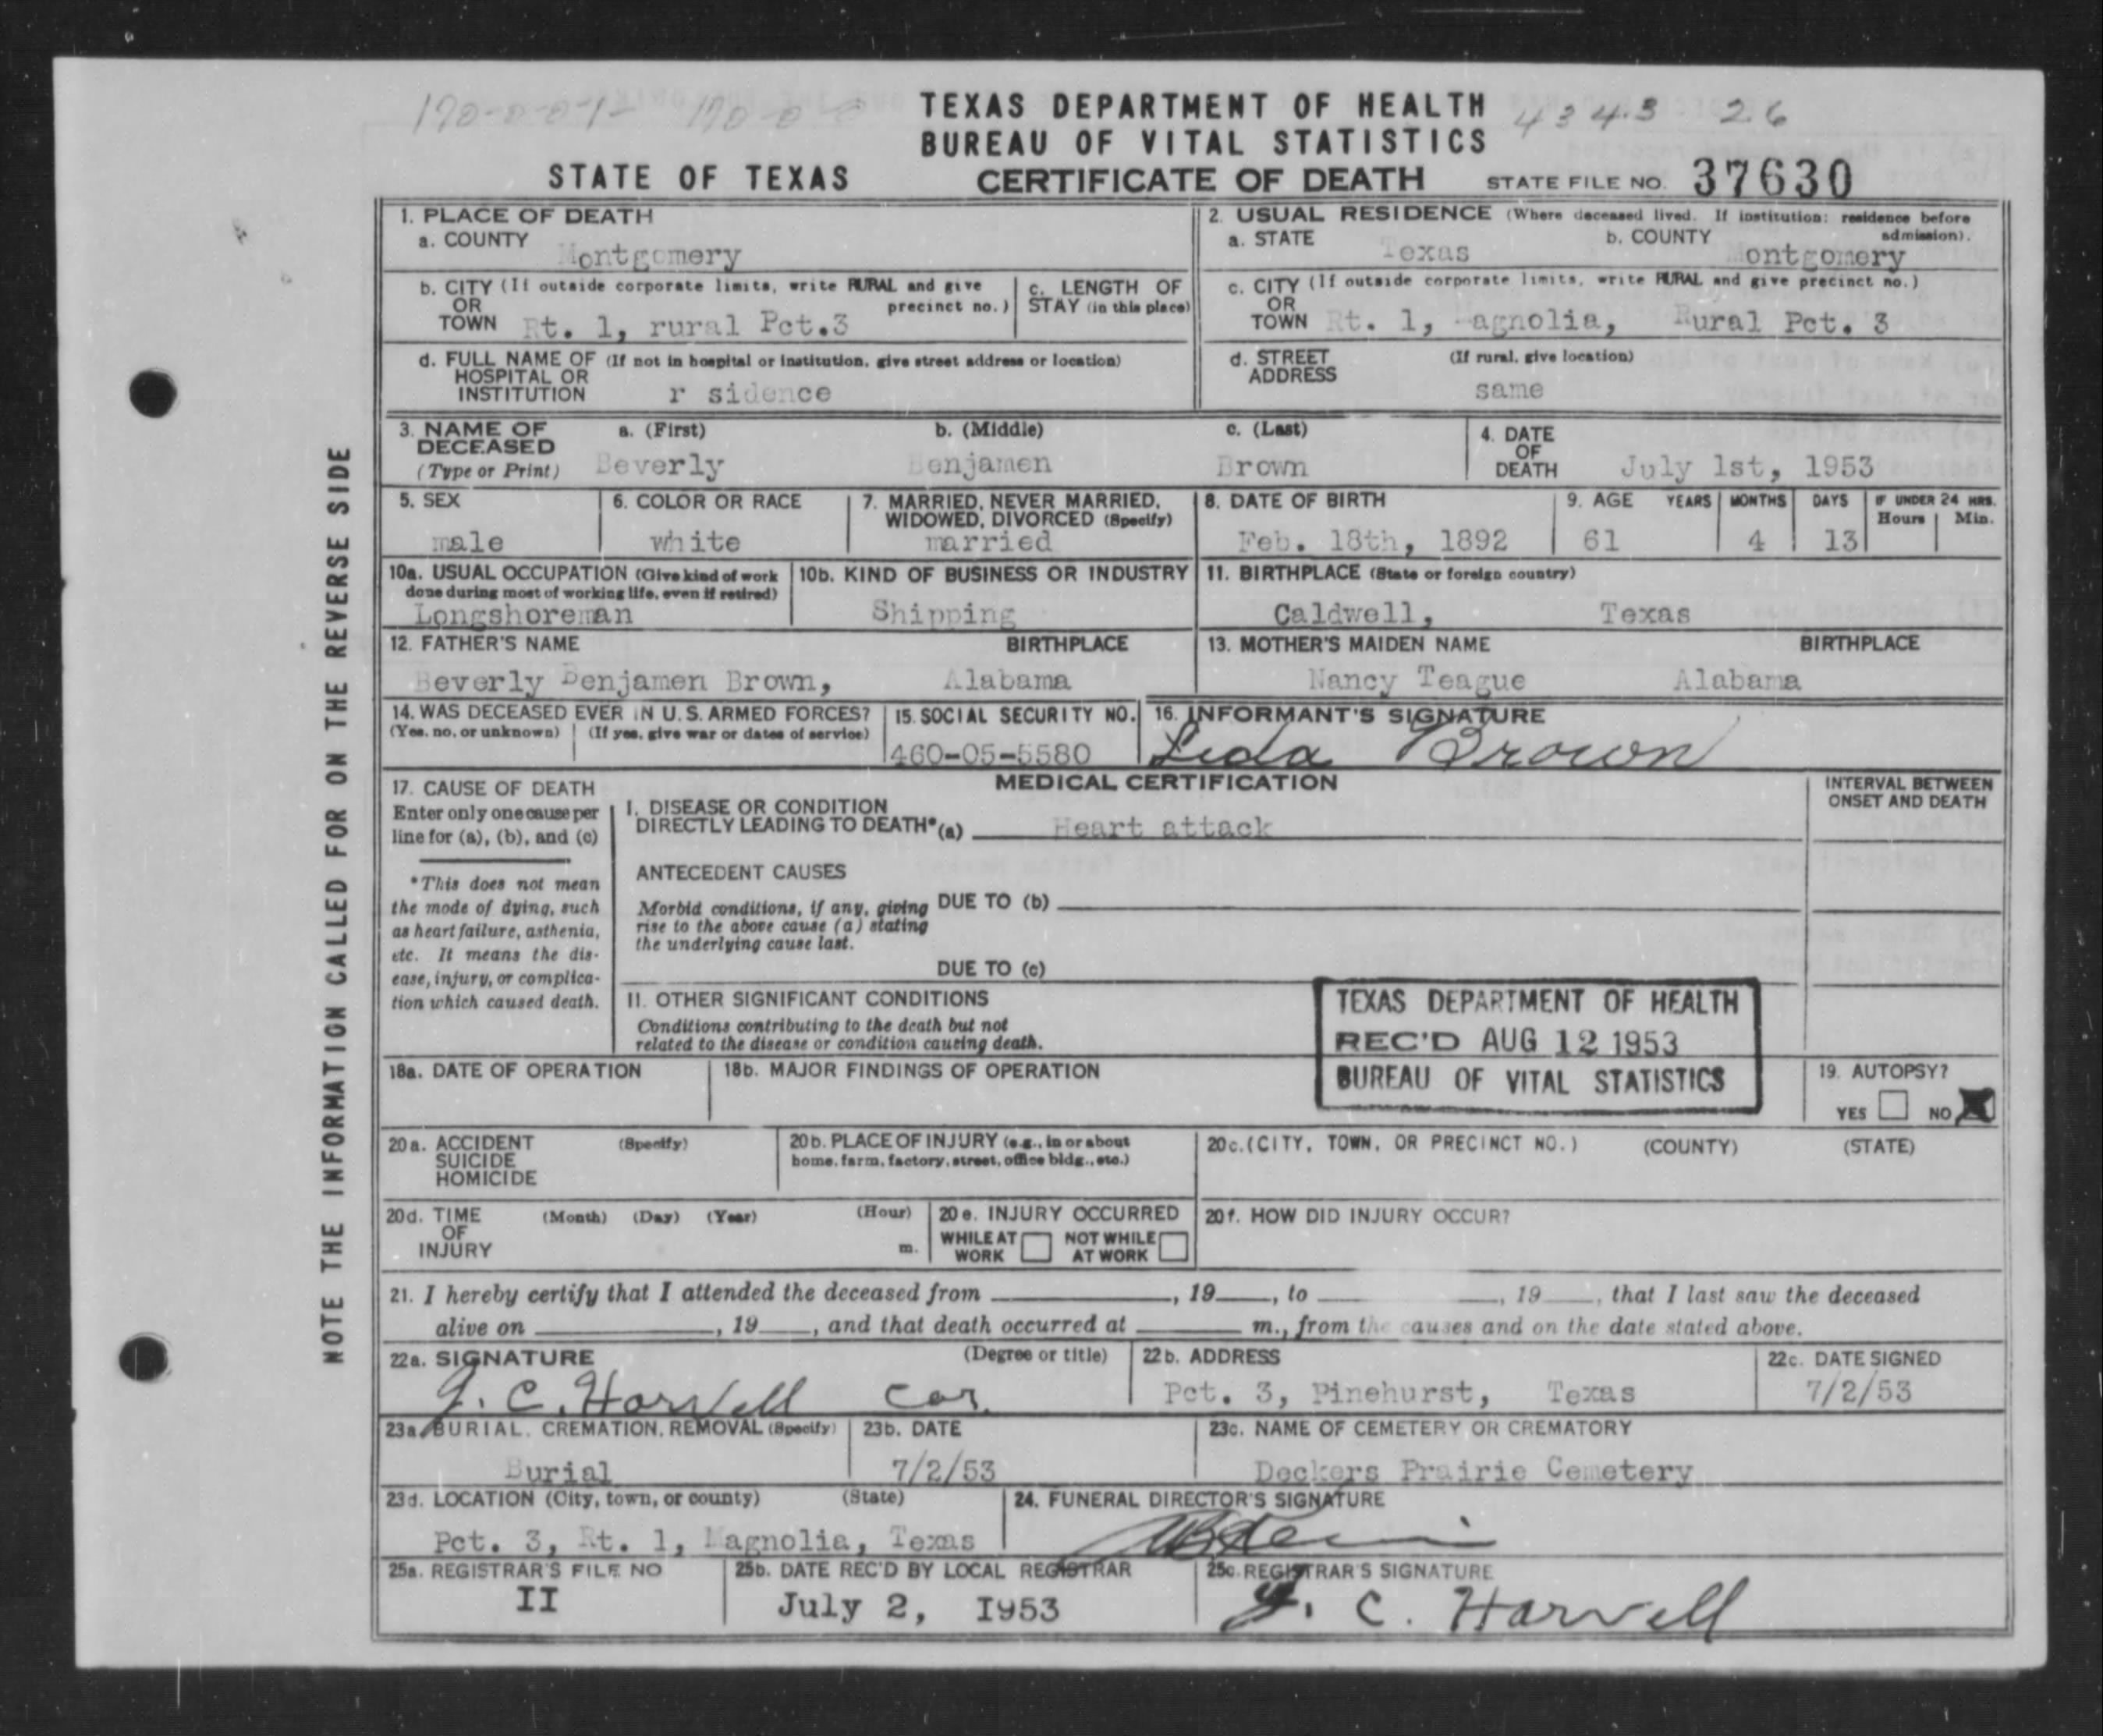 TEXAS DEPARTMENT OF HEALTH
4343 26
BUREAU OF VITAL STATISTICS
STATE OF TEXAS CERTIFICATE OF DEATH STATE FILE NO. 37630
NOTE THE INFORMATION CALLED FOR ON THE REVERSE SIDE
1. PLACE OF DEATH
a. COUNTY Montgomery
2. USUAL RESIDENCE (Where deceased lived. If institution: residence before admission).
a. STATE Texas b. COUNTY Montgomery
b. CITY (If outside corporate limits, write RURAL and give precinct no.)
OR
TOWN Rt. 1, rural Pct.3
c. LENGTH OF
STAY (in this place)
c. CITY (If outside corporate limits, write RURAL and give precinct no.)
OR
TOWN Rt. 1, Magnolia, Rural Pct. 3
d. FULL NAME OF (If not in hospital or institution, give street address or location)
HOSPITAL OR
INSTITUTION r sidence
d. STREET (If rural, give location)
ADDRESS same
3. NAME OF DECEASED (Type or Print)
a. (First) b. (Middle) c. (Last)
Beverly Benjamen Brown
4. DATE OF DEATH July 1st, 1953
5. SEX
male
6. COLOR OR RACE
white
7. MARRIED, NEVER MARRIED,
WIDOWED, DIVORCED (Specify)
married
8. DATE OF BIRTH
Feb. 18th, 1892
9. AGE YEARS MONTHS DAYS IF UNDER 24 HRS.
Hours Min.
61 4 13
10a. USUAL OCCUPATION (Give kind of work
done during most of working life, even if retired)
Longshoreman
10b. KIND OF BUSINESS OR INDUSTRY
Shipping
11. BIRTHPLACE (State or foreign country)
Caldwell, Texas
12. FATHER'S NAME BIRTHPLACE
Beverly Benjamen Brown, Alabama
13. MOTHER'S MAIDEN NAME BIRTHPLACE
Nancy Teague Alabama
14. WAS DECEASED EVER IN U.S. ARMED FORCES?
(Yes, no, or unknown) (If yes, give war or dates of service)
15. SOCIAL SECURITY NO.
460-05-5580
16. INFORMANT'S SIGNATURE
Leda Brown
17. CAUSE OF DEATH
Enter only one cause per
line for (a), (b), and (c)
*This does not mean
the mode of dying, such
as heart failure, asthenia,
etc. It means the dis-
ease, injury, or complica-
tion which caused death.
MEDICAL CERTIFICATION
INTERVAL BETWEEN
ONSET AND DEATH
I. DISEASE OR CONDITION
DIRECTLY LEADING TO DEATH*(a) Heart attack
ANTECEDENT CAUSES
Morbid conditions, if any, giving
rise to the above cause (a) stating
the underlying cause last.
DUE TO (b)
DUE TO (c)
II. OTHER SIGNIFICANT CONDITIONS
Conditions contributing to the death but not
related to the disease or condition causing death.
TEXAS DEPARTMENT OF HEALTH
REC'D AUG 12 1953
BUREAU OF VITAL STATISTICS
18a. DATE OF OPERATION
18b. MAJOR FINDINGS OF OPERATION
19. AUTOPSY?
YES NO
20a. ACCIDENT (Specify)
SUICIDE
HOMICIDE
20b. PLACE OF INJURY (e.g., in or about
home, farm, factory, street, office bldg., etc.)
20c. (CITY, TOWN, OR PRECINCT NO.) (COUNTY) (STATE)
20d. TIME (Month) (Day) (Year) (Hour)
OF
INJURY m.
20e. INJURY OCCURRED
WHILE AT WORK NOT WHILE AT WORK
20f. HOW DID INJURY OCCUR?
21. I hereby certify that I attended the deceased from , 19 , to , 19 , that I last saw the deceased
alive on , 19 , and that death occurred at m., from the causes and on the date stated above.
22a. SIGNATURE (Degree or title)
J. C. Harvell Cor.
22b. ADDRESS
Pct. 3, Pinehurst, Texas
22c. DATE SIGNED
7/2/53
23a. BURIAL, CREMATION, REMOVAL (Specify)
Burial
23b. DATE
7/2/53
23c. NAME OF CEMETERY OR CREMATORY
Deckers Prairie Cemetery
23d. LOCATION (City, town, or county) (State)
Pct. 3, Rt. 1, Magnolia, Texas
24. FUNERAL DIRECTOR'S SIGNATURE
25a. REGISTRAR'S FILE NO
II
25b. DATE REC'D BY LOCAL REGISTRAR
July 2, I953
25c. REGISTRAR'S SIGNATURE
J. C. Harvell